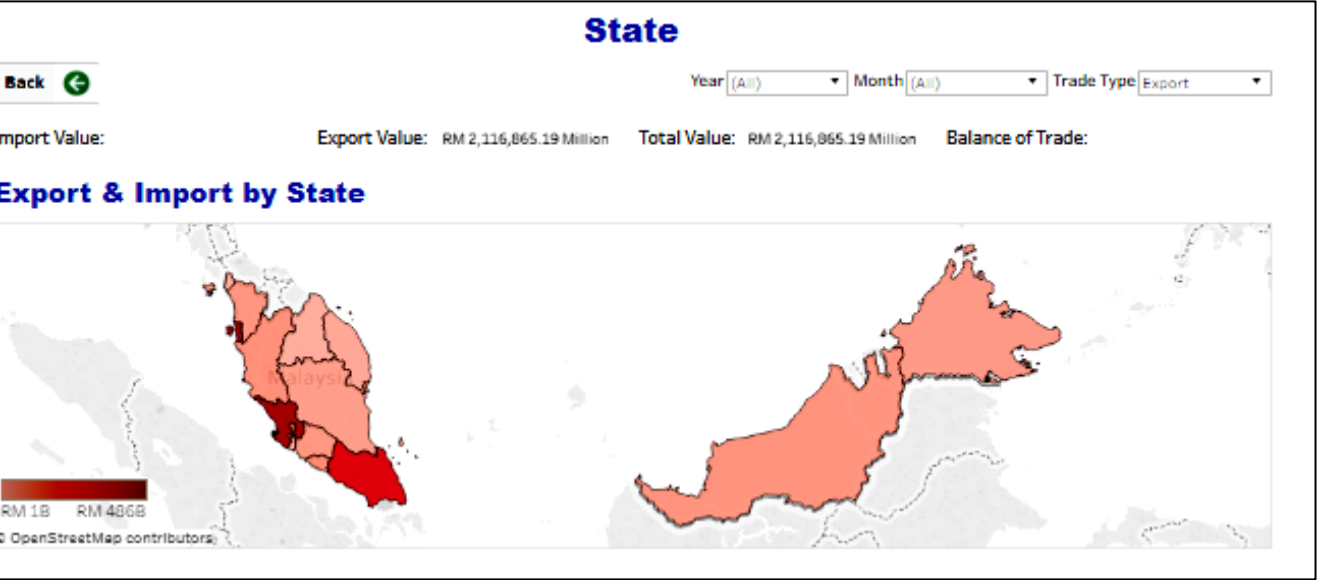 State
Back
Year (All) Month (All) Trade Type Export
mport Value: Export Value: RM 2,116,865.19 Million Total Value: RM 2,116,865.19 Million Balance of Trade:
Export & Import by State
Malaysi
RM 1B RM 486B
© OpenStreetMap contributors